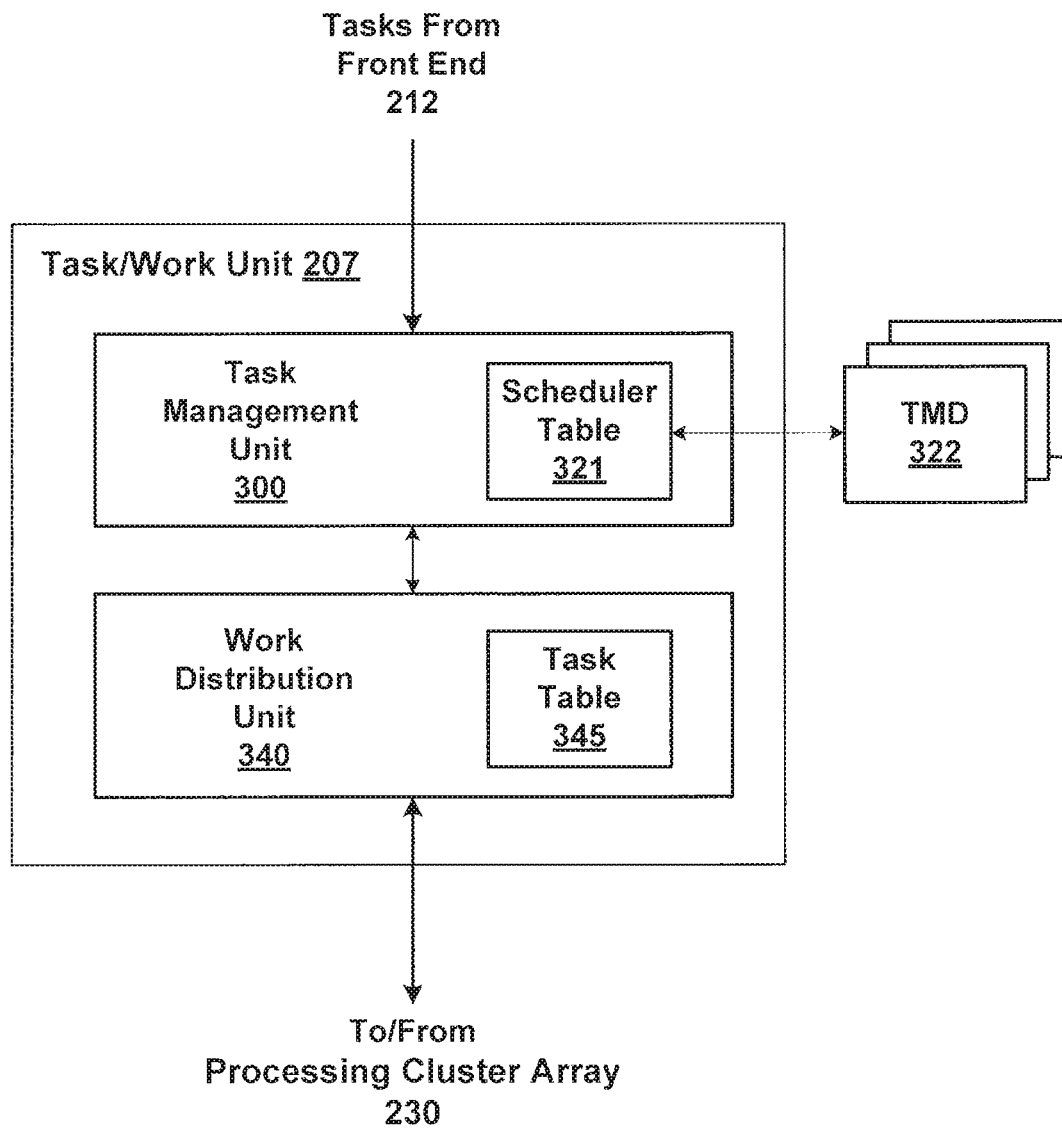 Tasks From
Front End
212
Task/Work Unit 207
Task
Management
Unit
300
Scheduler
Table
321
TMD
322
Work
Distribution
Unit
340
Task
Table
345
To/From
Processing Cluster Array
230